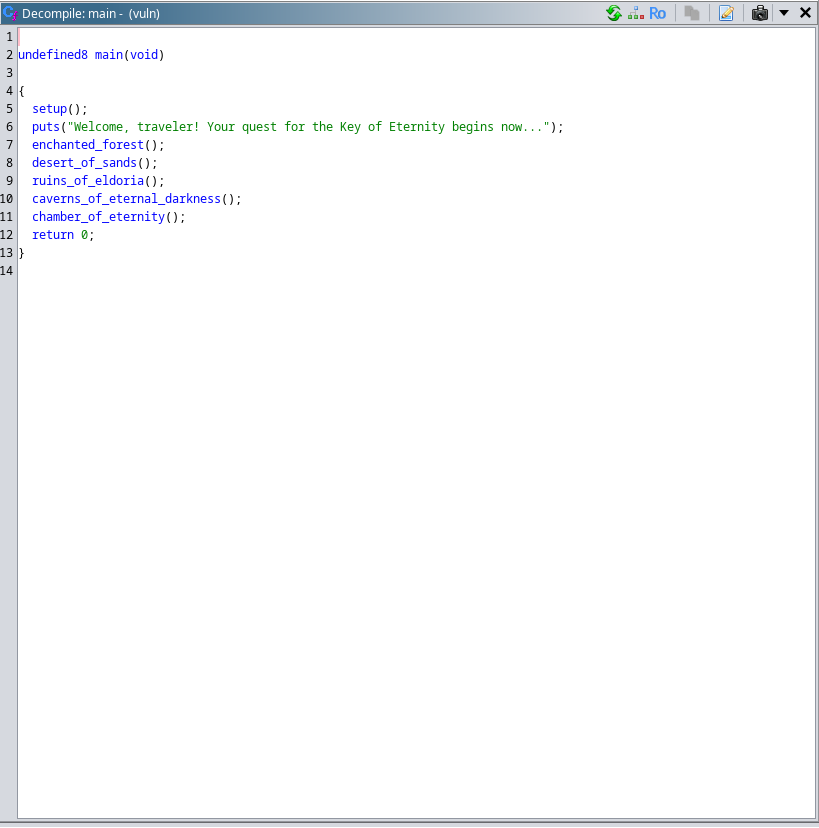 Decompile: main - (vuln)
Ro
1
2 undefined8 main(void)
3
4 {
5 setup();
6 puts("Welcome, traveler! Your quest for the Key of Eternity begins now...");
7 enchanted_forest();
8 desert_of_sands();
9 ruins_of_eldoria();
10 caverns_of_eternal_darkness();
11 chamber_of_eternity();
12 return 0;
13 }
14